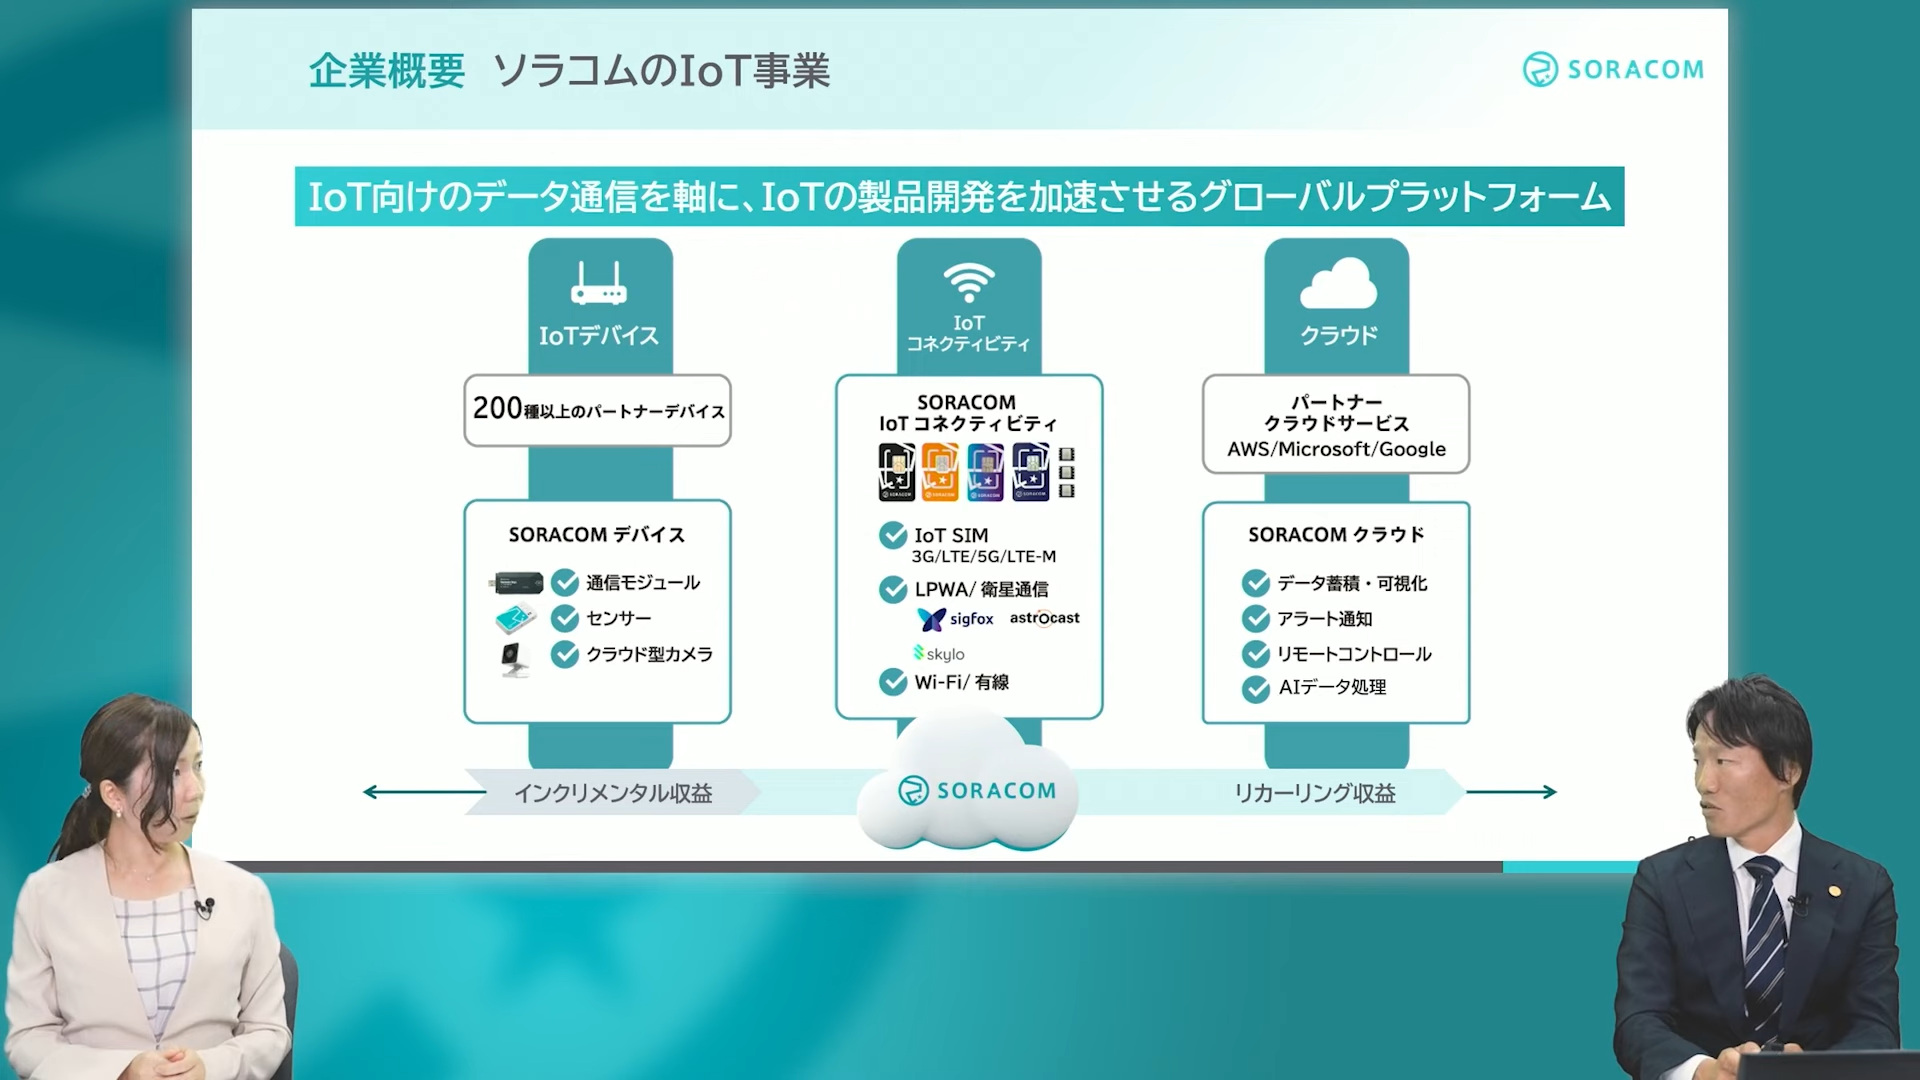 企業概要 ソラコムのIoT事業
SORACOM
IoT向けのデータ通信を軸に、IoTの製品開発を加速させるグローバルプラットフォーム
IoTデバイス
200種以上のパートナーデバイス
SORACOM デバイス
通信モジュール
センサー
クラウド型カメラ
IoT
コネクティビティ
SORACOM
IoT コネクティビティ
IoT SIM
3G/LTE/5G/LTE-M
LPWA/ 衛星通信
sigfox astrocast
skylo
Wi-Fi/ 有線
クラウド
パートナー
クラウドサービス
AWS/Microsoft/Google
SORACOM クラウド
データ蓄積・可視化
アラート通知
リモートコントロール
AIデータ処理
インクリメンタル収益
SORACOM
リカーリング収益